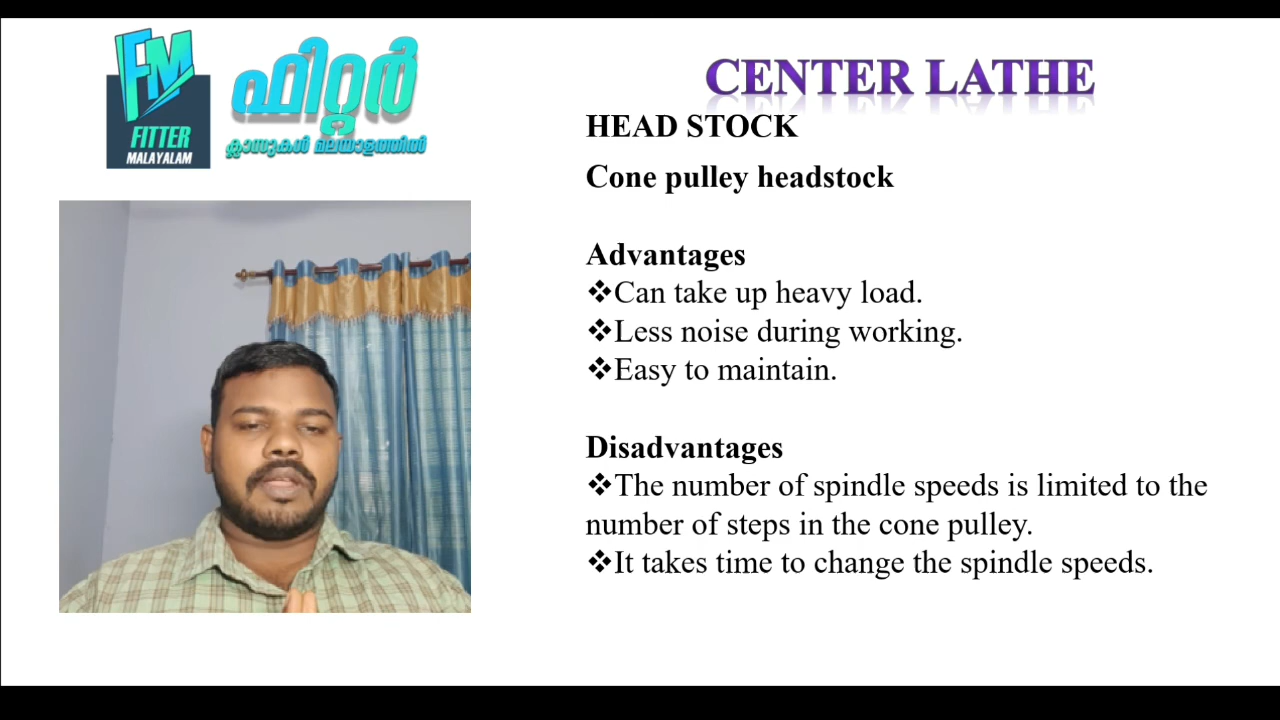 FM
FITTER
MALAYALAM
ഫിറ്റർ
ക്ലാസുകൾ മലയാളത്തിൽ
CENTER LATHE
HEAD STOCK
Cone pulley headstock
Advantages
❖Can take up heavy load.
❖Less noise during working.
❖Easy to maintain.
Disadvantages
❖The number of spindle speeds is limited to the
number of steps in the cone pulley.
❖It takes time to change the spindle speeds.